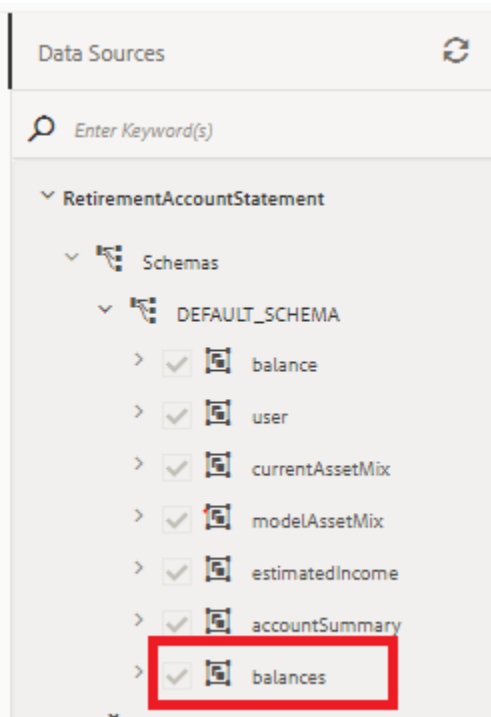 Data Sources
Enter Keyword(s)
RetirementAccountStatement
Schemas
DEFAULT_SCHEMA
balance
user
currentAssetMix
modelAssetMix
estimatedIncome
accountSummary
balances